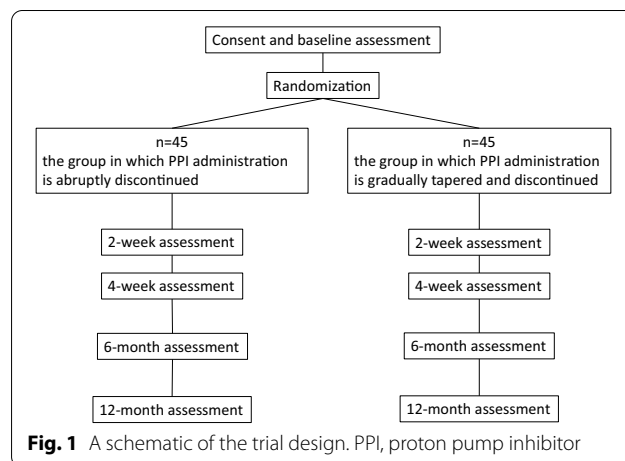 Consent and baseline assessment
Randomization
n=45
the group in which PPI administration
is abruptly discontinued
n=45
the group in which PPI administration
is gradually tapered and discontinued
2-week assessment
2-week assessment
4-week assessment
4-week assessment
6-month assessment
6-month assessment
12-month assessment
12-month assessment
Fig. 1 A schematic of the trial design. PPI, proton pump inhibitor